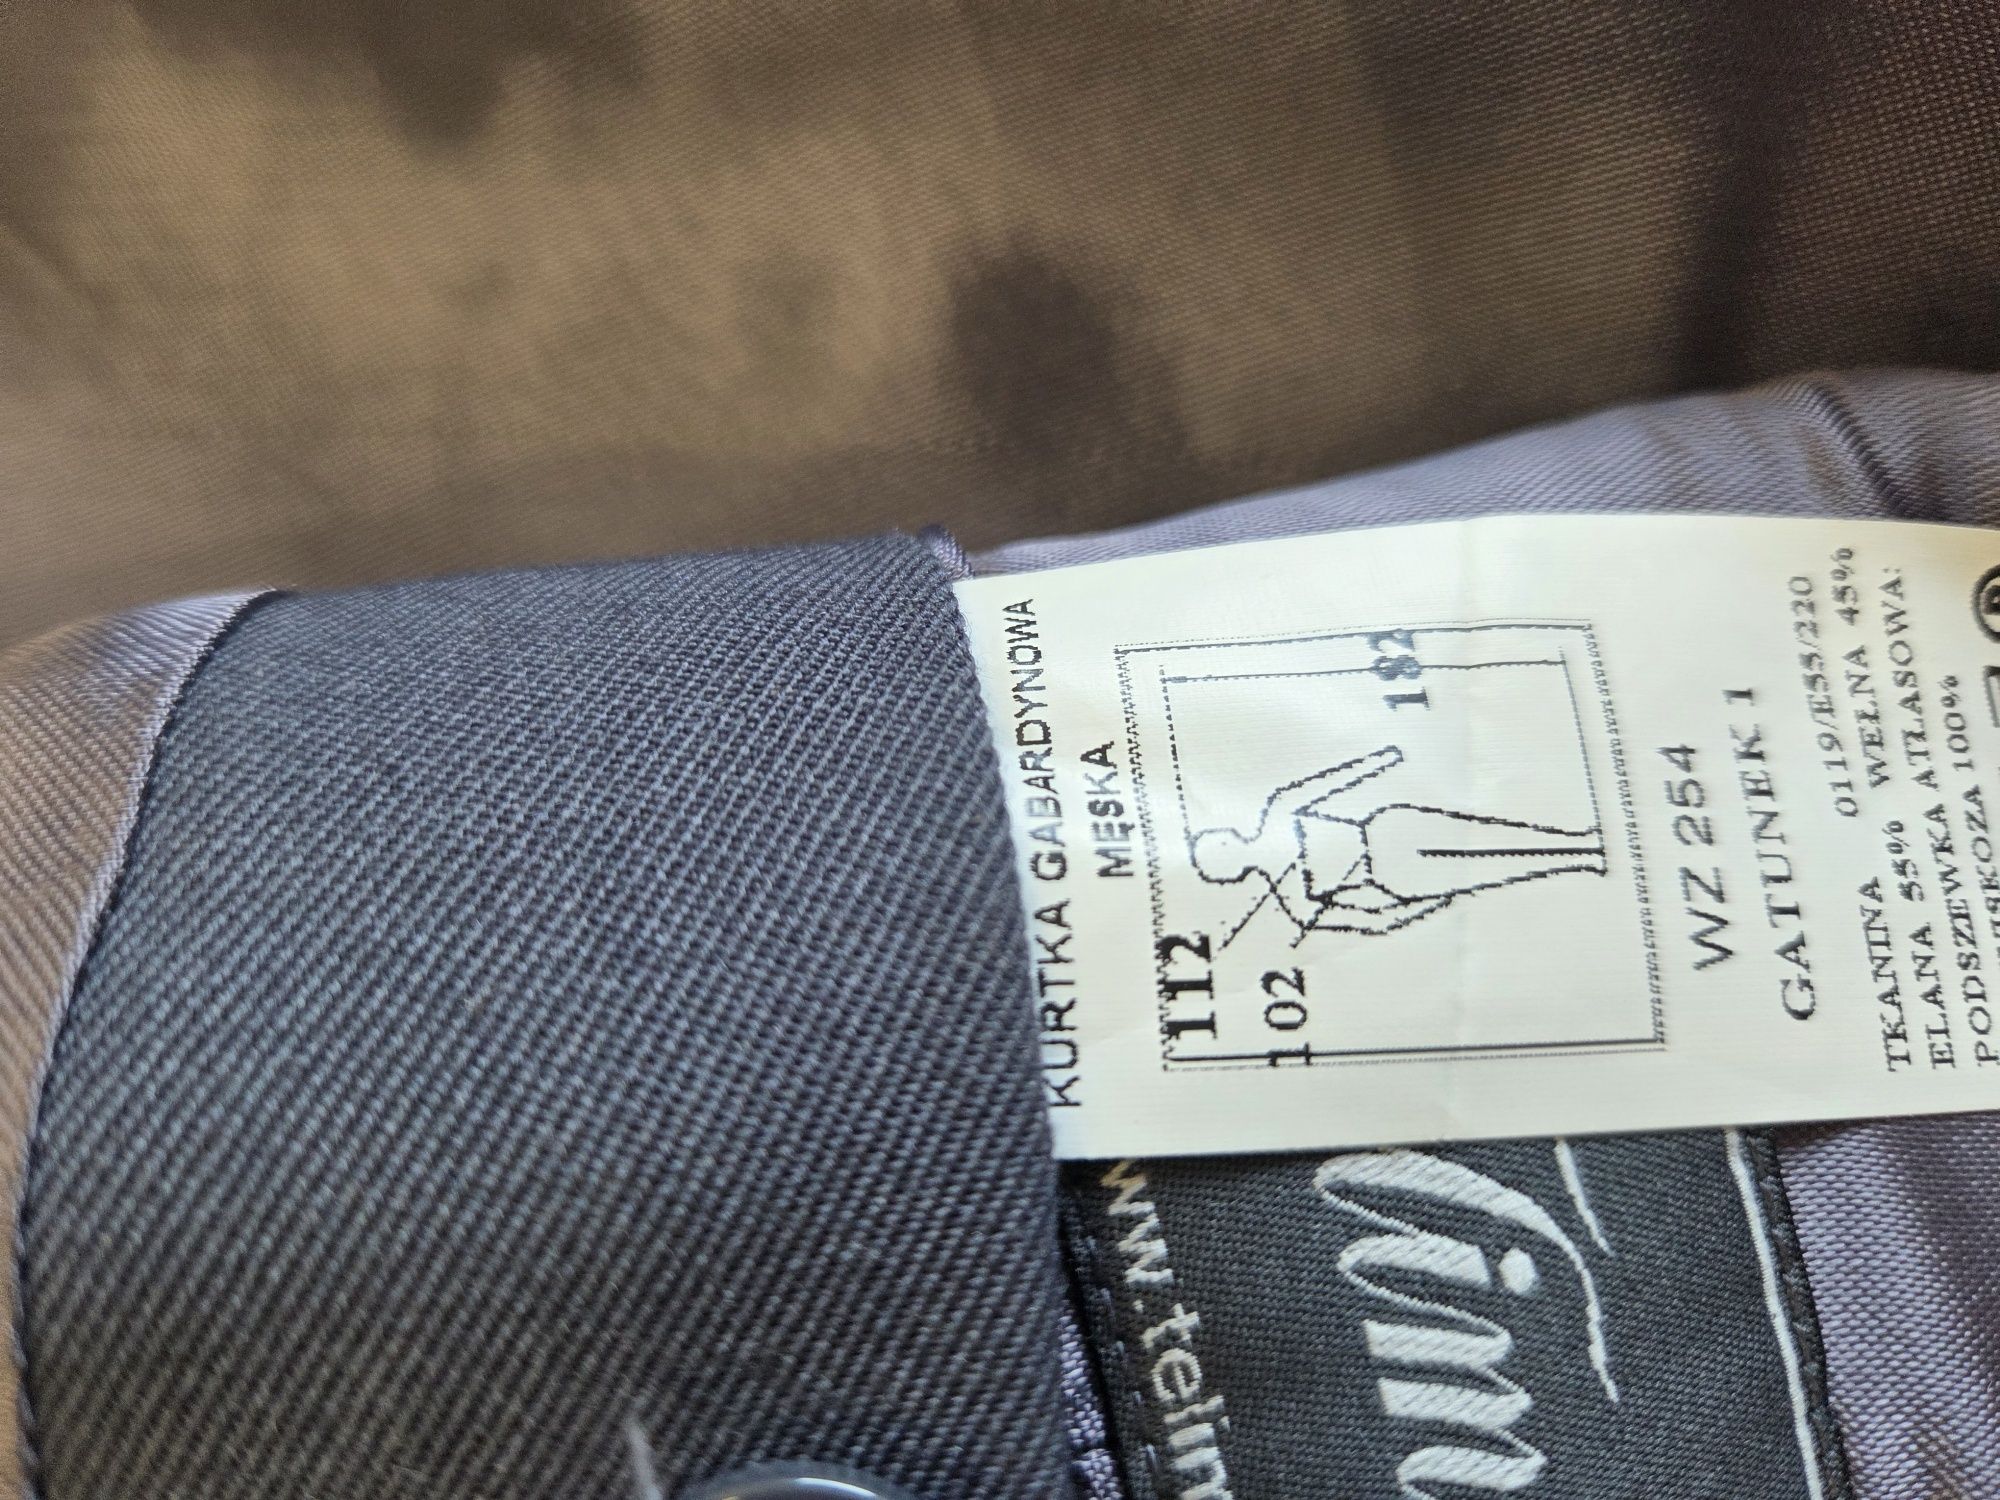 KURTKA GABARDYNOWA
MĘSKA
112
102
182
WZ 254
GATUNEK 1
0119/E55/220
TKANINA WEŁNA 45%
ELANA 55%
PODSZEWKA ATŁASOWA:
WISKOZA 100%